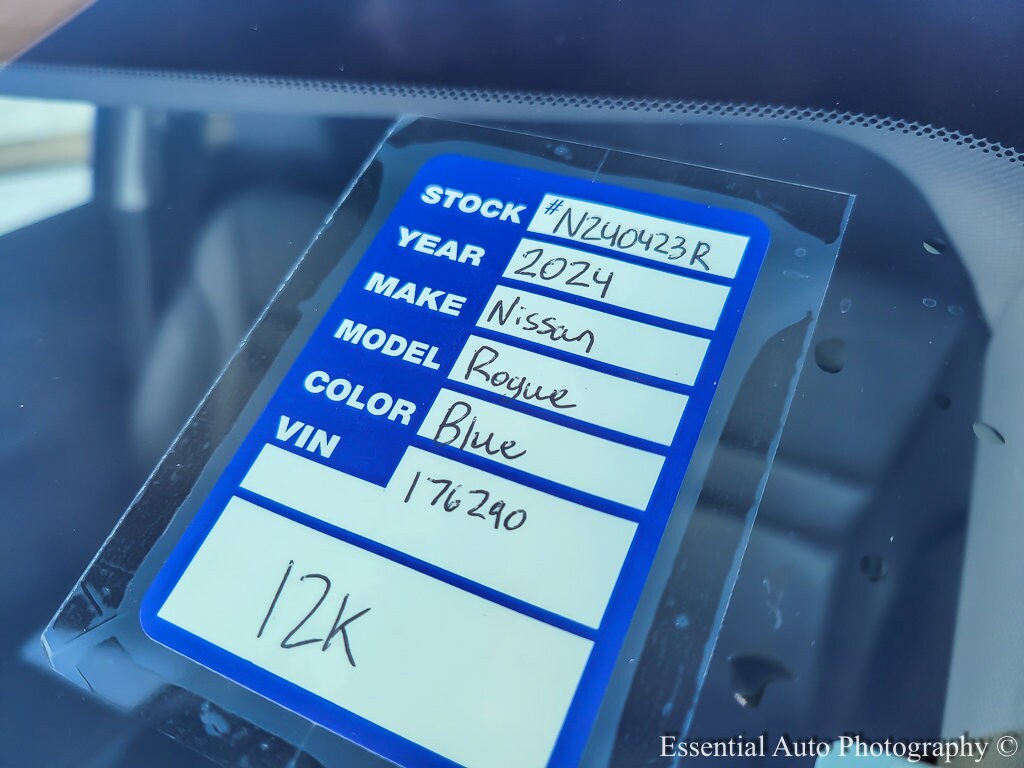 STOCK #N240423R
YEAR 2024
MAKE Nissan
MODEL Rogue
COLOR Blue
VIN 176290
12K
Essential Auto Photography ©